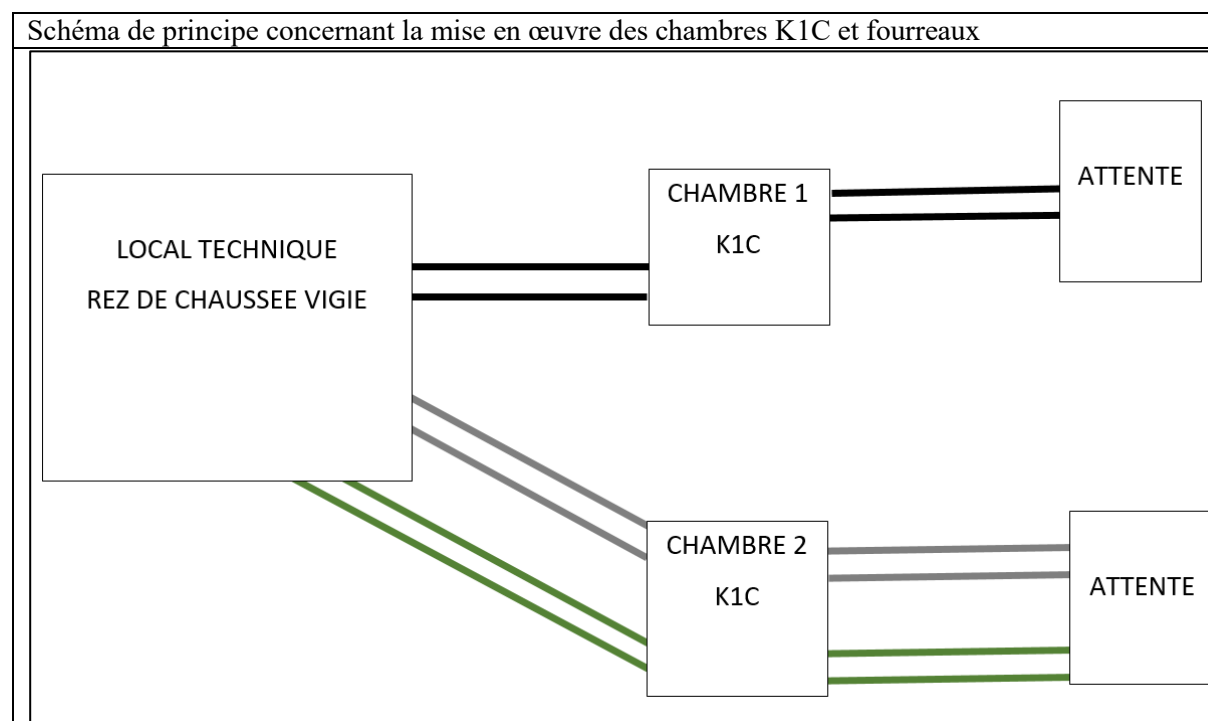 Schéma de principe concernant la mise en œuvre des chambres K1C et fourreaux
ATTENTE
CHAMBRE 1
K1C
LOCAL TECHNIQUE
REZ DE CHAUSSEE VIGIE
CHAMBRE 2
K1C
ATTENTE